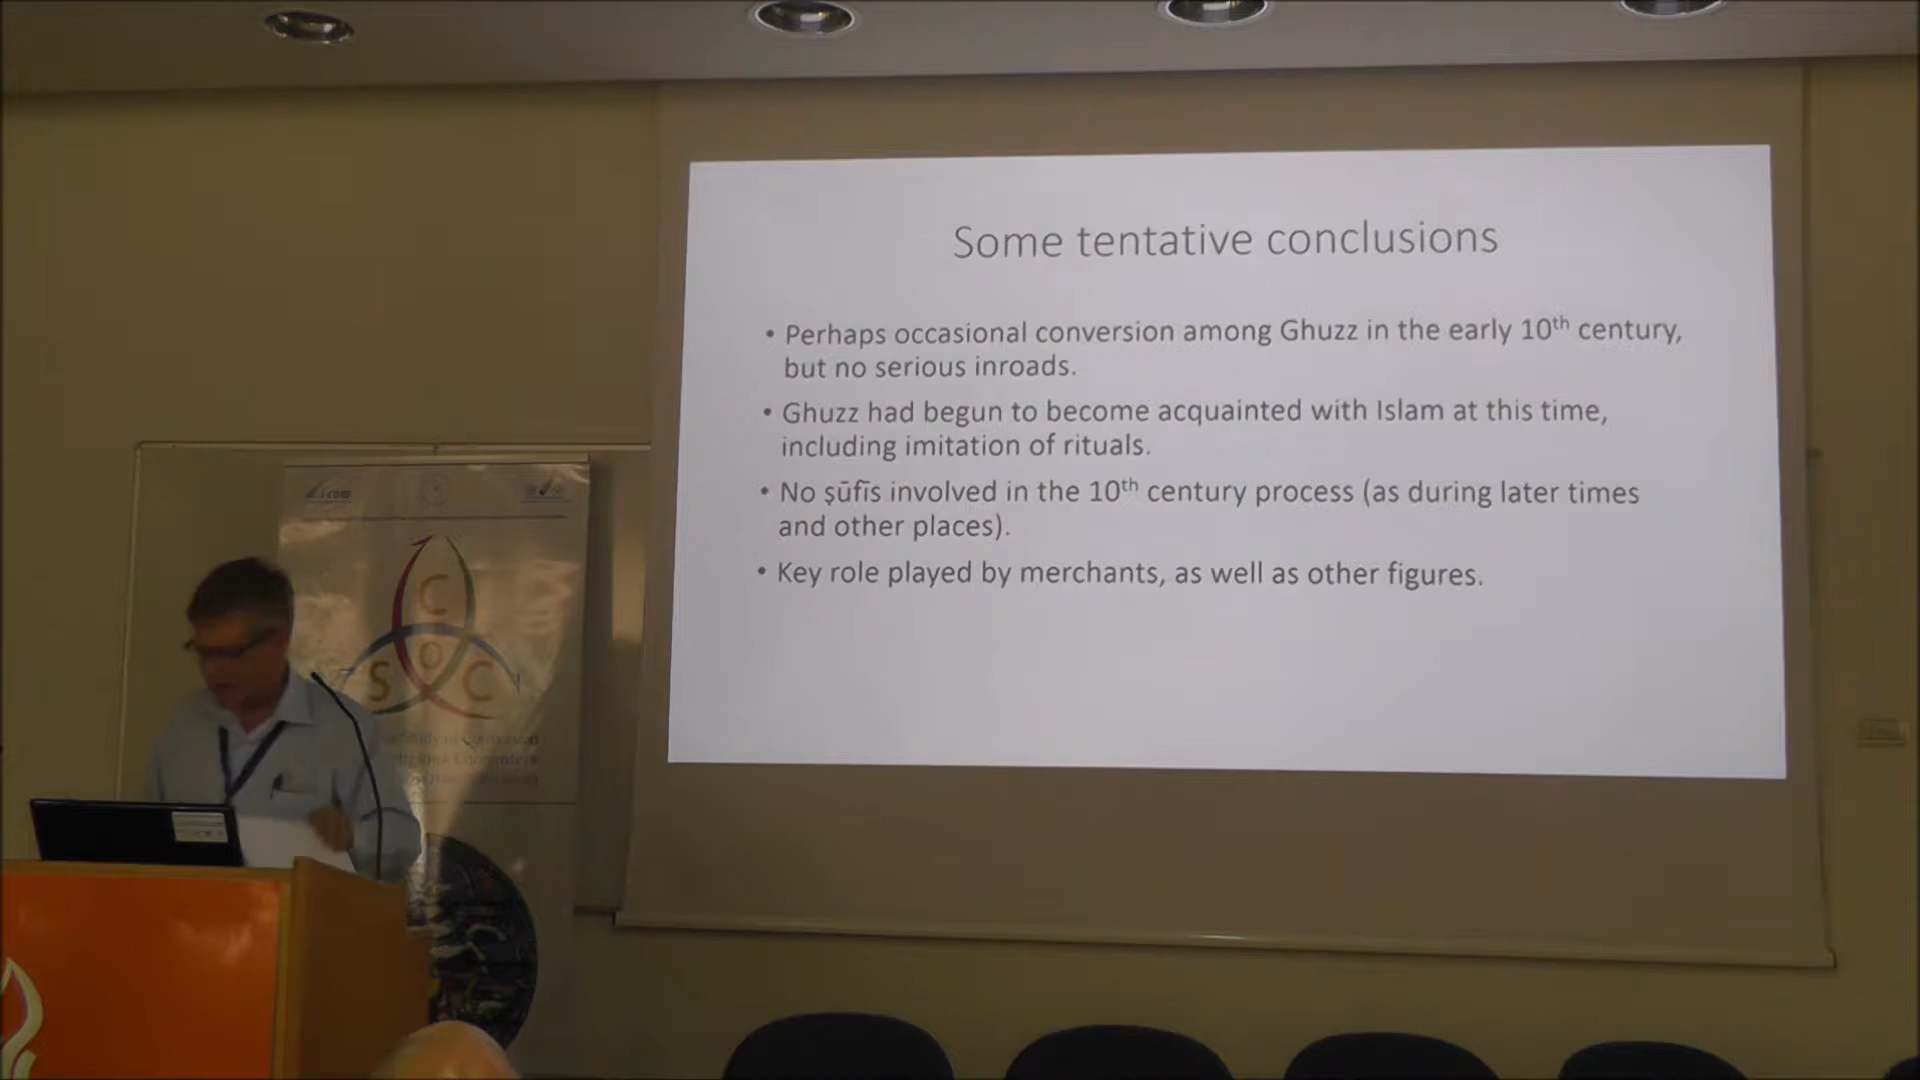 Some tentative conclusions
• Perhaps occasional conversion among Ghuzz in the early 10th century,
but no serious inroads.
• Ghuzz had begun to become acquainted with Islam at this time,
including imitation of rituals.
• No ṣūfīs involved in the 10th century process (as during later times
and other places).
• Key role played by merchants, as well as other figures.
C
O
S C